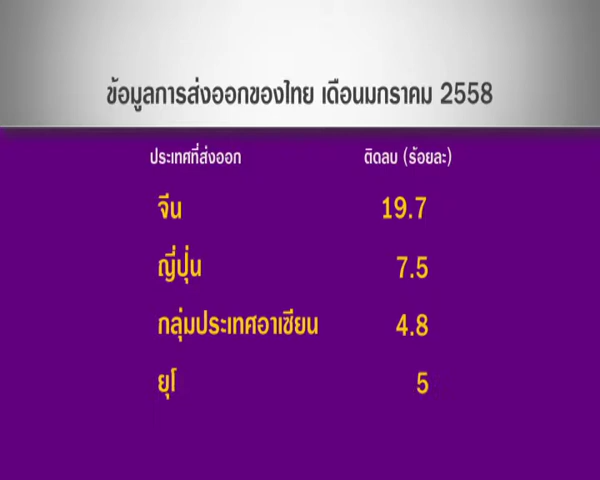 ข้อมูลการส่งออกของไทย เดือนมกราคม 2558
ประเทศที่ส่งออก ติดลบ (ร้อยละ)
จีน 19.7
ญี่ปุ่น 7.5
กลุ่มประเทศอาเซียน 4.8
ยุโ 5